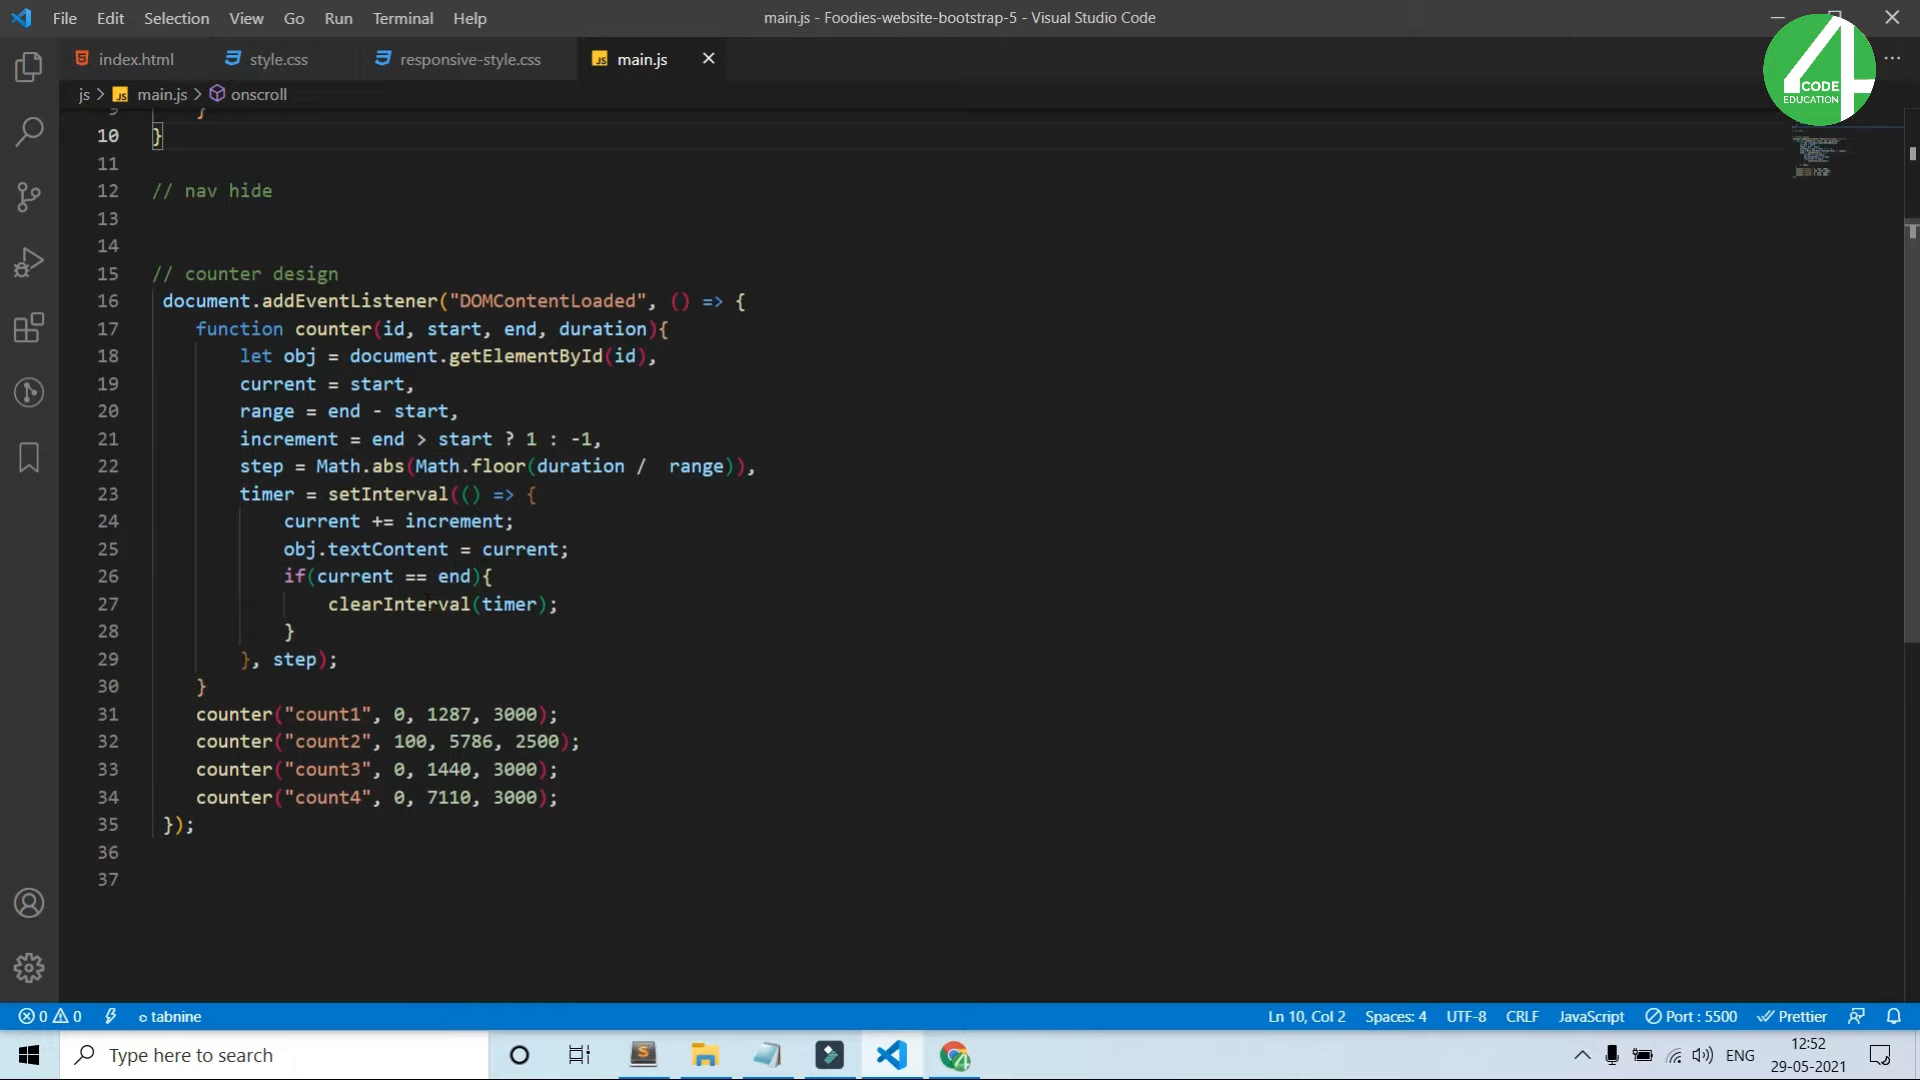 File Edit Selection View Go Run Terminal Help
main.js - Foodies-website-bootstrap-5 - Visual Studio Code
4 CODE EDUCATION
index.html style.css responsive-style.css JS main.js
js > JS main.js > onscroll
9 }
10 }
11
12 // nav hide
13
14
15 // counter design
16 document.addEventListener("DOMContentLoaded", () => {
17 function counter(id, start, end, duration){
18 let obj = document.getElementById(id),
19 current = start,
20 range = end - start,
21 increment = end > start ? 1 : -1,
22 step = Math.abs(Math.floor(duration /  range)),
23 timer = setInterval(() => {
24 current += increment;
25 obj.textContent = current;
26 if(current == end){
27 clearInterval(timer);
28 }
29 }, step);
30 }
31 counter("count1", 0, 1287, 3000);
32 counter("count2", 100, 5786, 2500);
33 counter("count3", 0, 1440, 3000);
34 counter("count4", 0, 7110, 3000);
35 });
36
37
0 0 tabnine Ln 10, Col 2 Spaces: 4 UTF-8 CRLF JavaScript Port : 5500 Prettier
Type here to search
ENG
12:52
29-05-2021